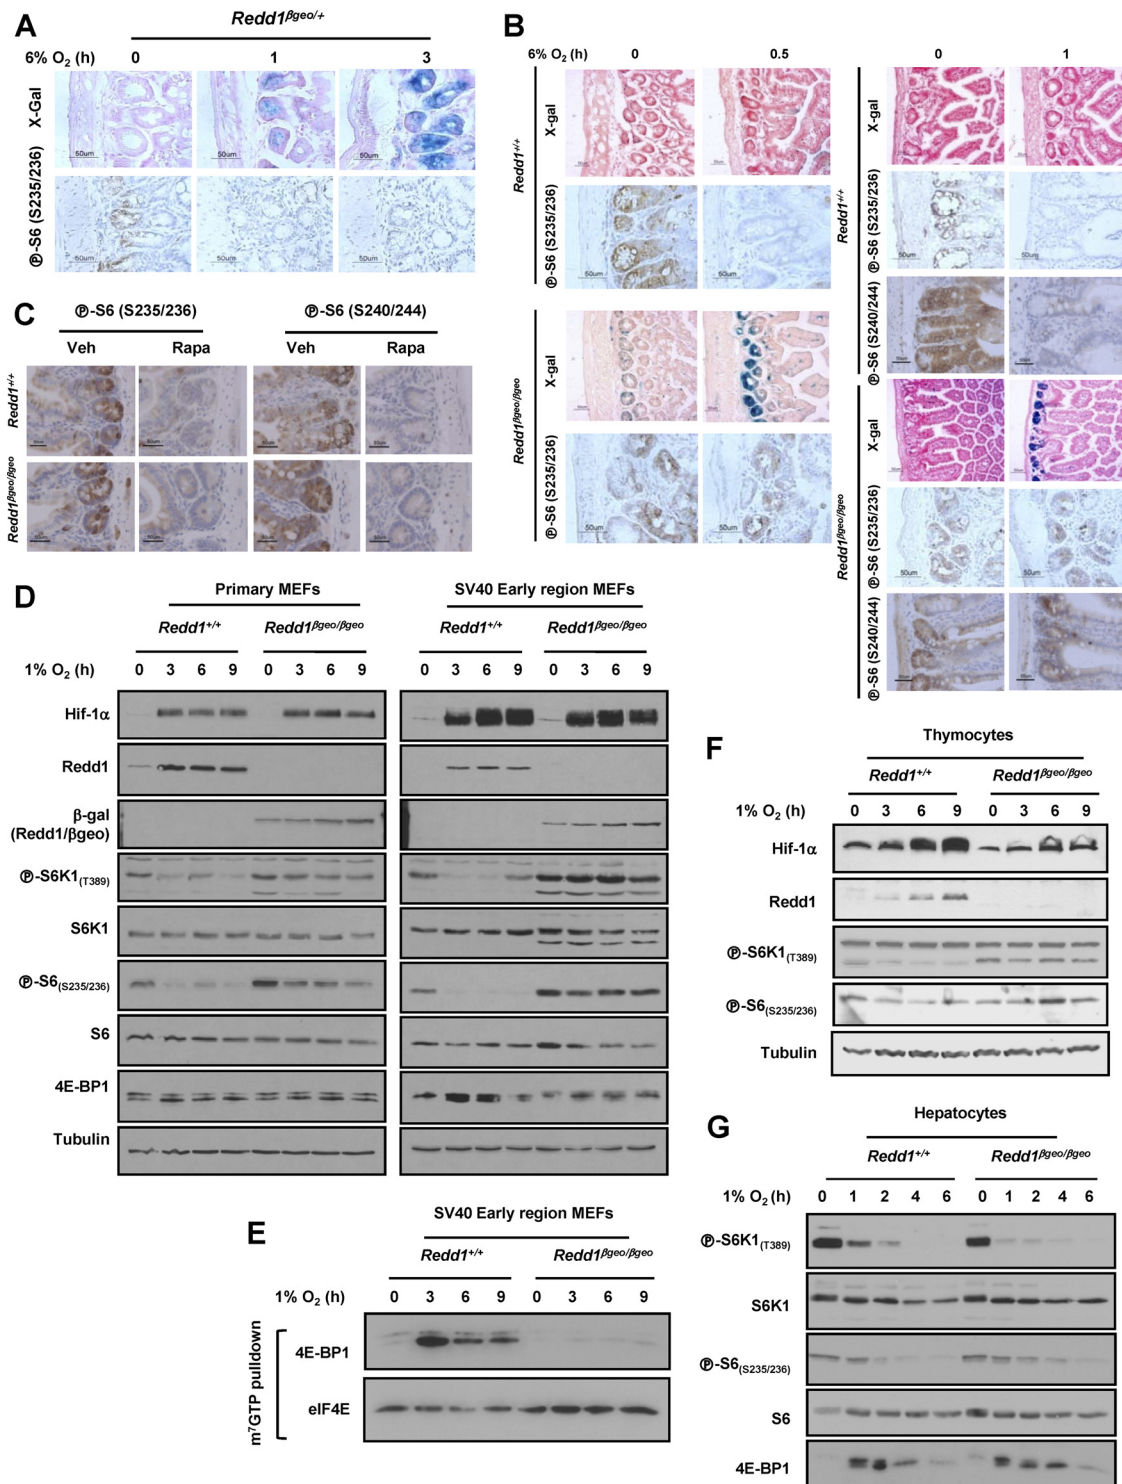 A
Redd1βgeo/+
6% O2 (h) 0 1 3
X-Gal
50um 50um 50um
Ⓟ-S6 (S235/236)
50um 50um 50um
B
6% O2 (h) 0 0.5
Redd1+/+
X-gal
50um 50um
Ⓟ-S6 (S235/236)
50um 50um
Redd1βgeo/βgeo
X-gal
Ⓟ-S6 (S235/236)
50um 50um
0 1
Redd1+/+
X-gal
Ⓟ-S6 (S235/236)
50um 50um
Ⓟ-S6 (S240/244)
Redd1βgeo/βgeo
X-gal
Ⓟ-S6 (S235/236)
50um 50um
Ⓟ-S6 (S240/244)
C
Ⓟ-S6 (S235/236) Ⓟ-S6 (S240/244)
Veh Rapa Veh Rapa
Redd1+/+
Redd1βgeo/βgeo
D
Primary MEFs SV40 Early region MEFs
Redd1+/+ Redd1βgeo/βgeo Redd1+/+ Redd1βgeo/βgeo
1% O2 (h) 0 3 6 9 0 3 6 9 0 3 6 9 0 3 6 9
Hif-1α
Redd1
β-gal
(Redd1/βgeo)
Ⓟ-S6K1(T389)
S6K1
Ⓟ-S6(S235/236)
S6
4E-BP1
Tubulin
E
SV40 Early region MEFs
Redd1+/+ Redd1βgeo/βgeo
1% O2 (h) 0 3 6 9 0 3 6 9
m7GTP pulldown
4E-BP1
eIF4E
F
Thymocytes
Redd1+/+ Redd1βgeo/βgeo
1% O2 (h) 0 3 6 9 0 3 6 9
Hif-1α
Redd1
Ⓟ-S6K1(T389)
Ⓟ-S6(S235/236)
Tubulin
G
Hepatocytes
Redd1+/+ Redd1βgeo/βgeo
1% O2 (h) 0 1 2 4 6 0 1 2 4 6
Ⓟ-S6K1(T389)
S6K1
Ⓟ-S6(S235/236)
S6
4E-BP1